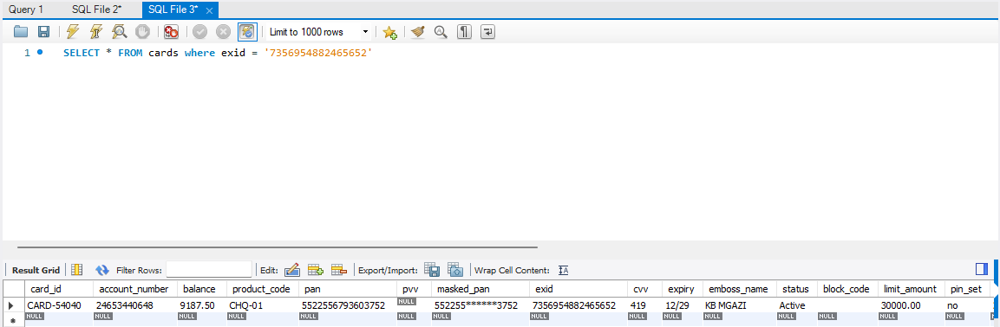 Query 1 SQL File 2* SQL File 3* ×
Limit to 1000 rows
1 SELECT * FROM cards where exid = '7356954882465652'
Result Grid Filter Rows: Edit: Export/Import: Wrap Cell Content: IA
card_id account_number balance product_code pan pvv masked_pan exid cvv expiry emboss_name status block_code limit_amount pin_set
CARD-54040 24653440648 9187.50 CHQ-01 5522556793603752 NULL 552255******3752 7356954882465652 419 12/29 KB MGAZI Active 30000.00 no
NULL NULL NULL NULL NULL NULL NULL NULL NULL NULL NULL NULL NULL NULL NULL